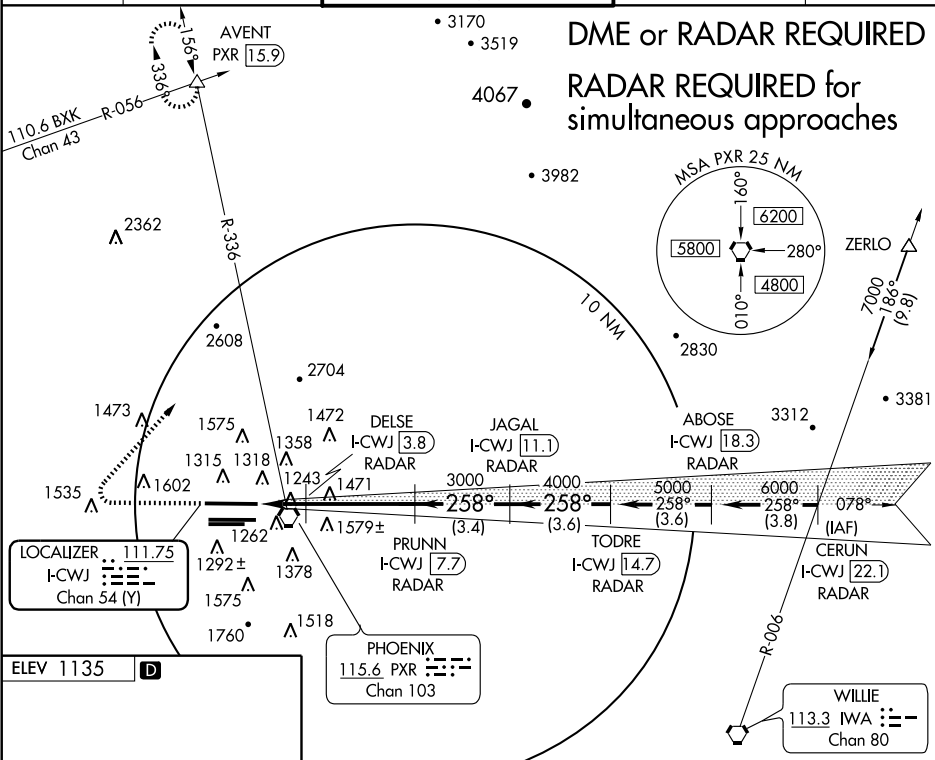 3170
AVENT
PXR 15.9
3519
DME or RADAR REQUIRED
156°
336°
4067
RADAR REQUIRED for
simultaneous approaches
110.6 BXK
R-056
Chan 43
3982
MSA PXR 25 NM
160°
6200
5800
280°
4800
010°
ZERLO
2362
R-336
7000
186°
(9.8)
10 NM
2608
2830
2704
3381
1473
1575
1472
DELSE
I-CWJ 3.8
RADAR
JAGAL
I-CWJ 11.1
RADAR
ABOSE
I-CWJ 18.3
RADAR
3312
1358
1315
1318
1243
1471
1602
1535
3000
4000
5000
6000
258°
258°
258°
258°
078°
(3.4)
(3.6)
(3.6)
(3.8)
(IAF)
CERUN
I-CWJ 22.1
RADAR
1262
1579±
PRUNN
I-CWJ 7.7
RADAR
TODRE
I-CWJ 14.7
RADAR
LOCALIZER 111.75
I-CWJ
Chan 54 (Y)
1292±
1378
1575
1760
1518
PHOENIX
115.6 PXR
Chan 103
R-006
ELEV 1135
D
WILLIE
113.3 IWA
Chan 80